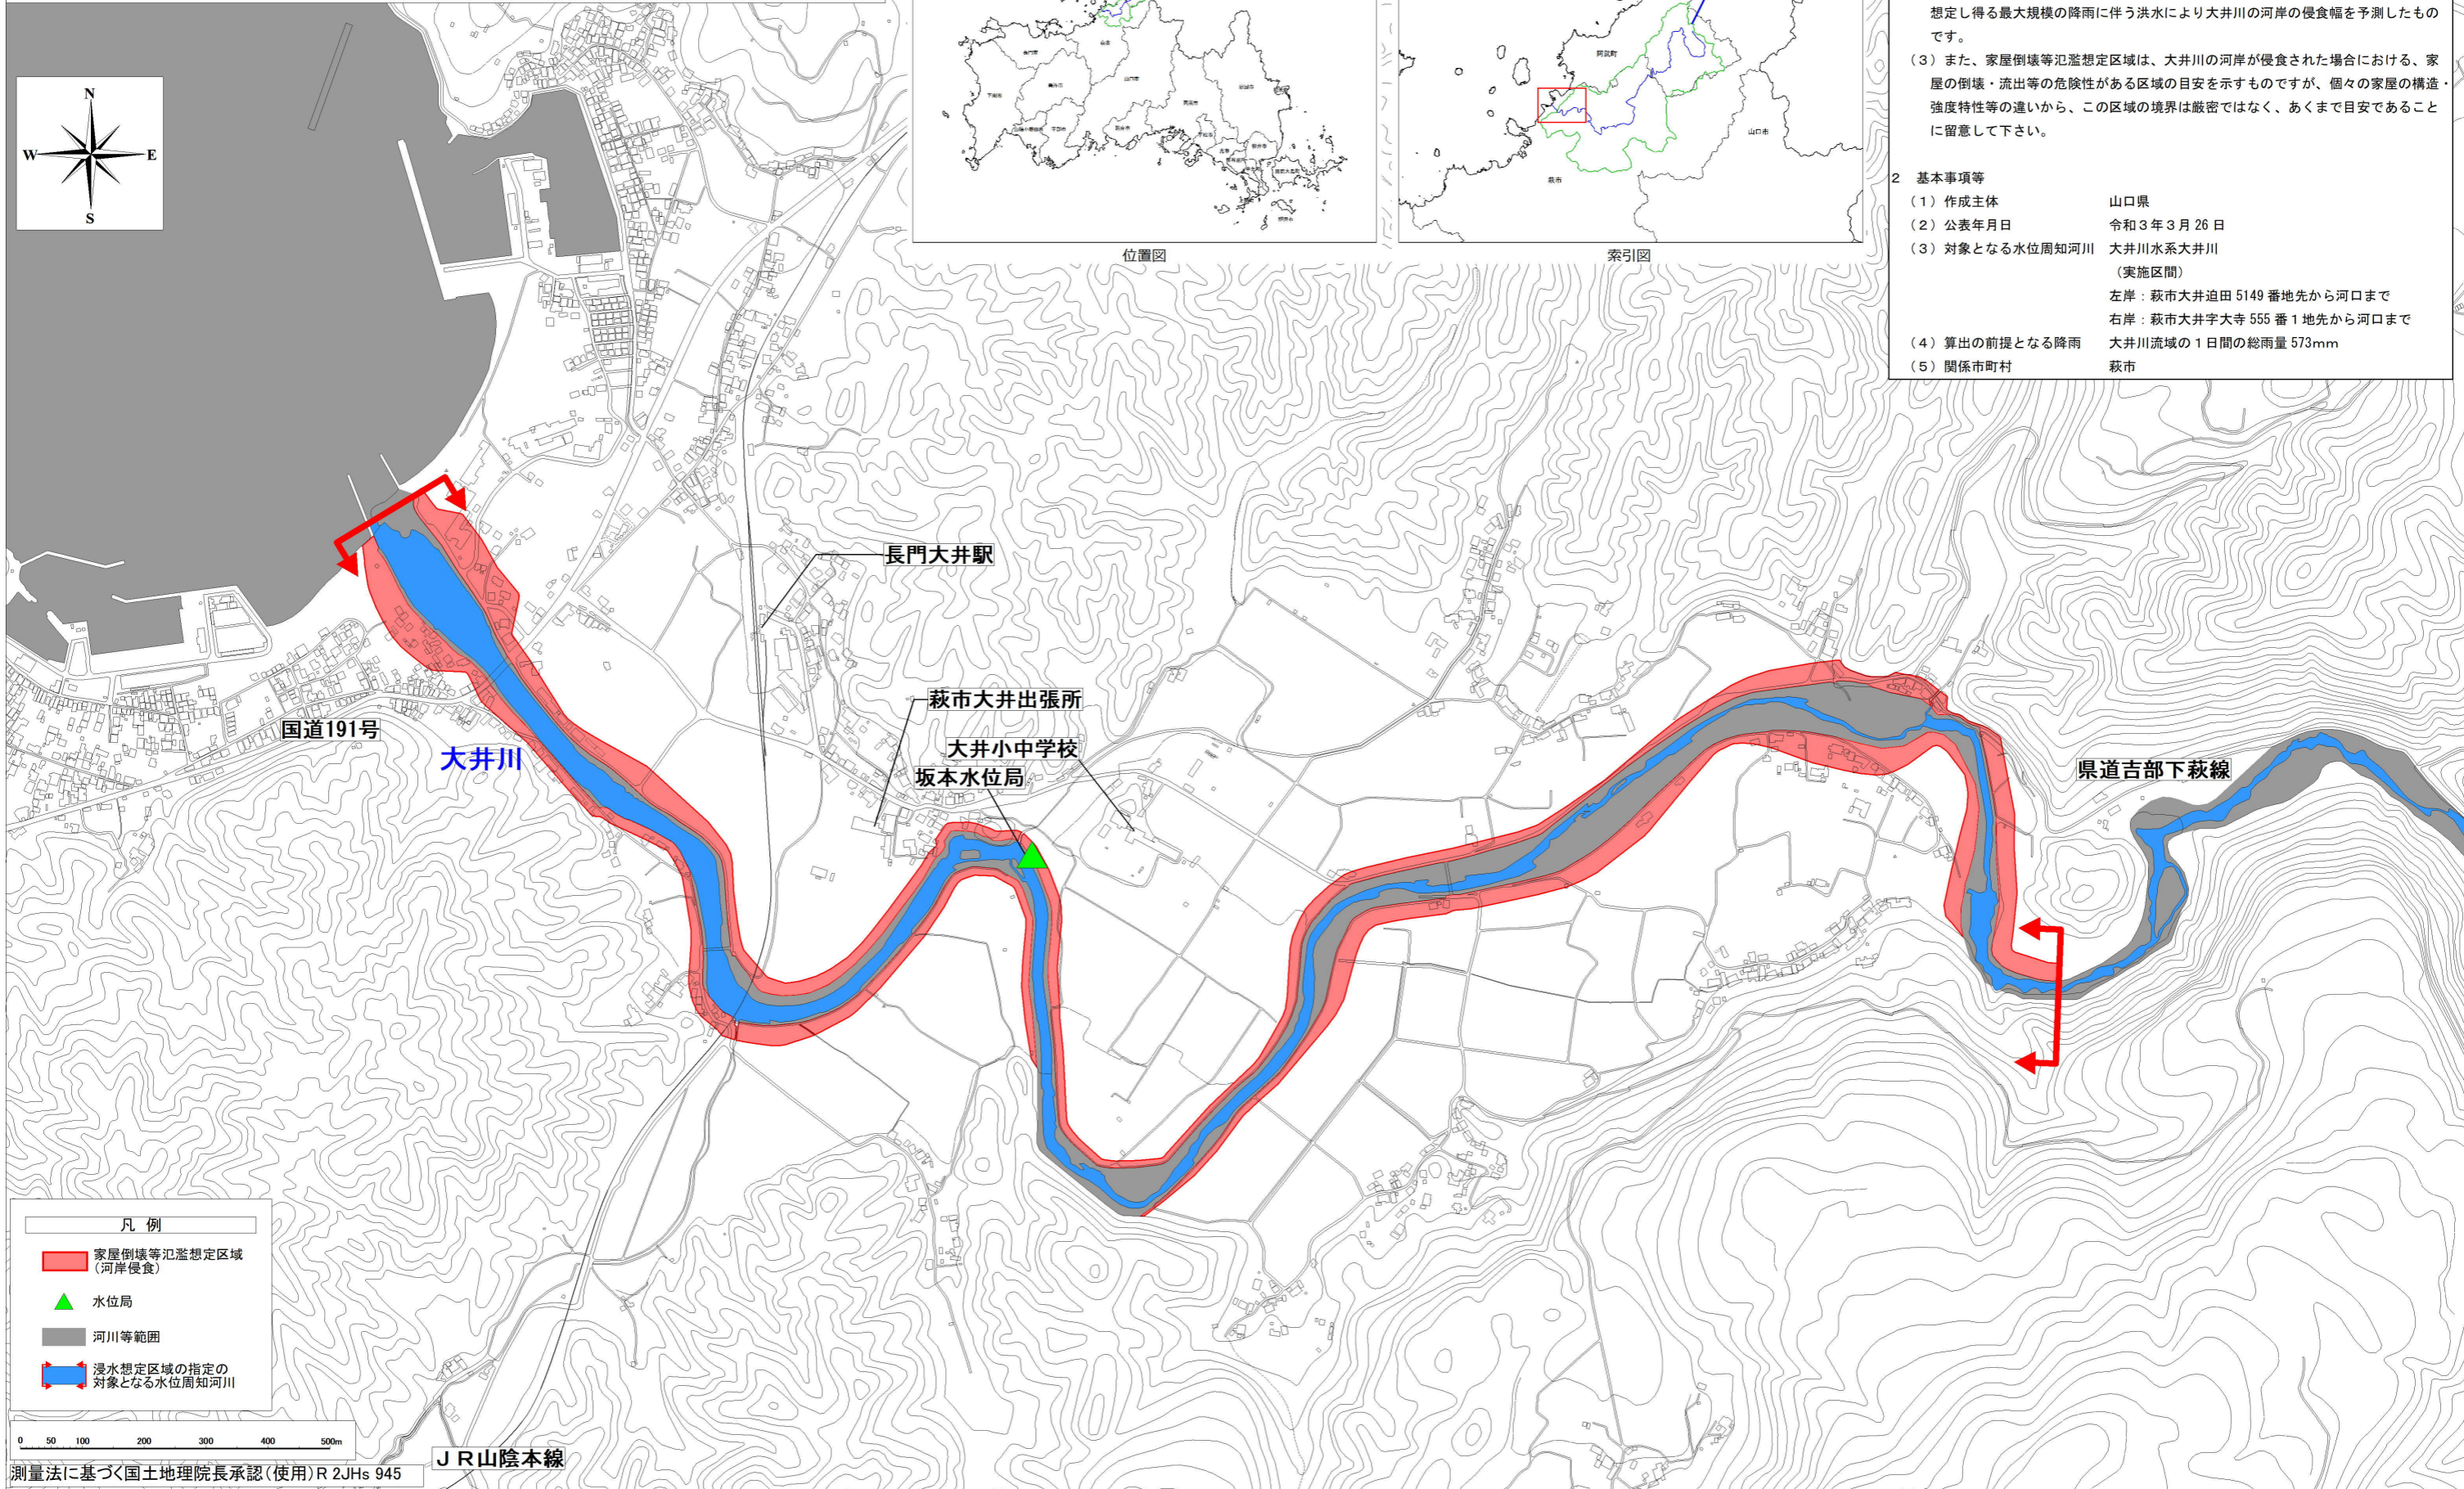 N
W
E
S
位置図
索引図
阿武町
山口市
萩市
想定し得る最大規模の降雨に伴う洪水により大井川の河岸の侵食幅を予測したもの
です。
（３）また、家屋倒壊等氾濫想定区域は、大井川の河岸が侵食された場合における、家
屋の倒壊・流出等の危険性がある区域の目安を示すものですが、個々の家屋の構造・
強度特性等の違いから、この区域の境界は厳密ではなく、あくまで目安であること
に留意して下さい。
2 基本事項等
（１）作成主体 山口県
（２）公表年月日 令和３年３月 26 日
（３）対象となる水位周知河川 大井川水系大井川
（実施区間）
左岸：萩市大井迫田 5149 番地先から河口まで
右岸：萩市大井字大寺 555 番１地先から河口まで
（４）算出の前提となる降雨 大井川流域の１日間の総雨量 573mm
（５）関係市町村 萩市
長門大井駅
萩市大井出張所
大井小中学校
坂本水位局
国道191号
大井川
県道吉部下萩線
凡 例
家屋倒壊等氾濫想定区域
（河岸侵食）
水位局
河川等範囲
浸水想定区域の指定の
対象となる水位周知河川
0 50 100 200 300 400 500m
ＪＲ山陰本線
測量法に基づく国土地理院長承認（使用）R 2JHs 945